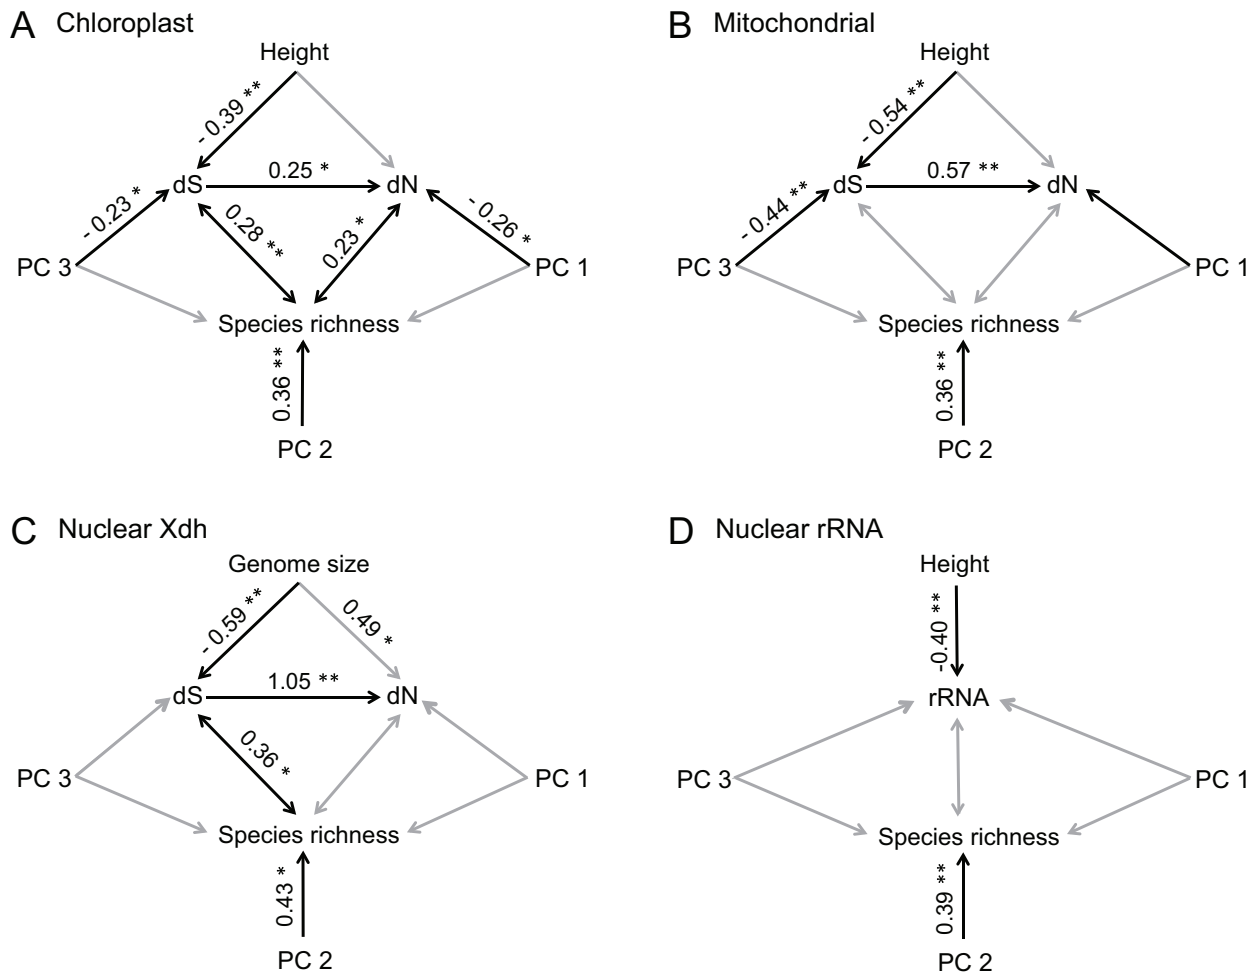 A Chloroplast
Height
- 0.39 **
dS
0.25 *
dN
- 0.23 *
0.28 **
0.23 *
- 0.26 *
PC 3
PC 1
Species richness
0.36 **
PC 2
B Mitochondrial
Height
- 0.54 **
dS
0.57 **
dN
- 0.44 **
PC 3
PC 1
Species richness
0.36 **
PC 2
C Nuclear Xdh
Genome size
- 0.59 **
0.49 *
dS
1.05 **
dN
0.36 *
PC 3
PC 1
Species richness
0.43 *
PC 2
D Nuclear rRNA
Height
-0.40 **
rRNA
PC 3
PC 1
Species richness
0.39 **
PC 2